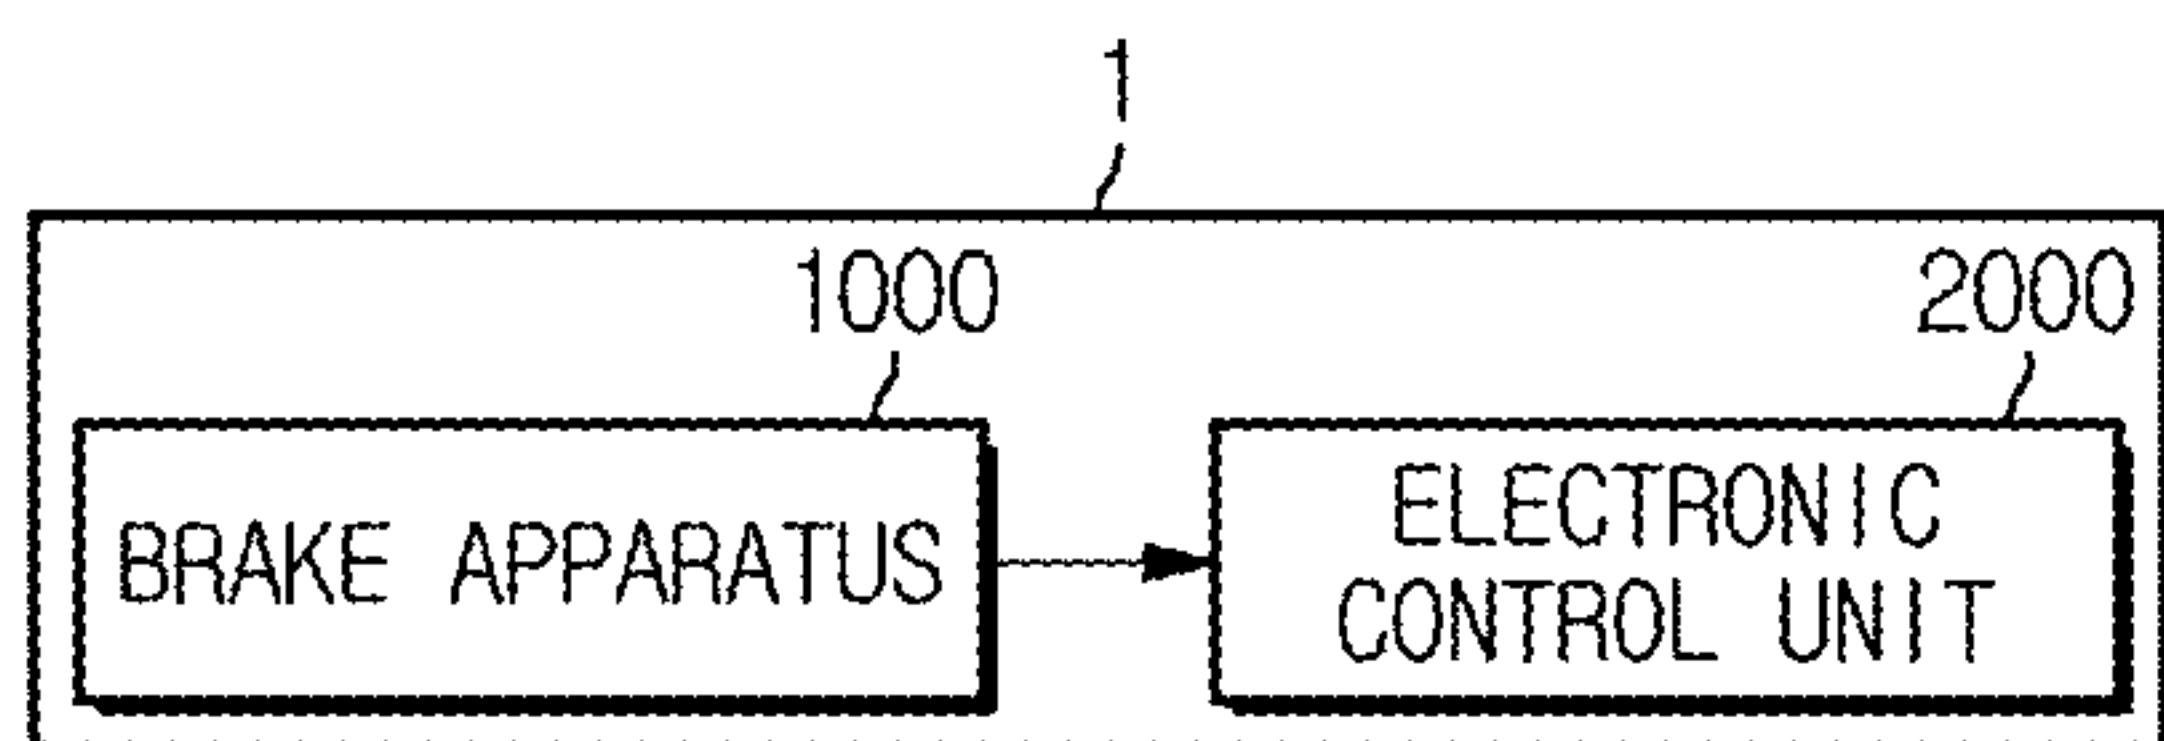 1
1000
2000
BRAKE APPARATUS
ELECTRONIC
CONTROL UNIT